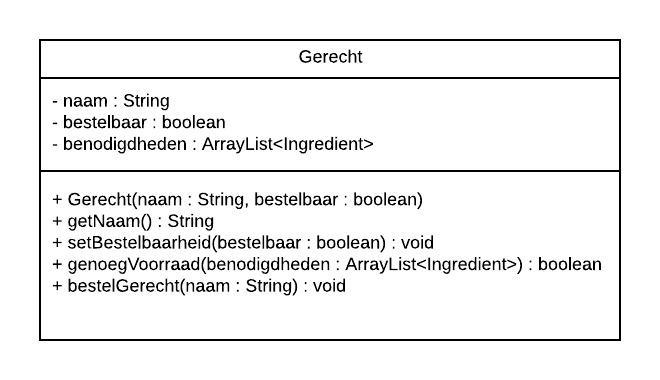 Gerecht
- naam : String
- bestelbaar : boolean
- benodigdheden : ArrayList<Ingredient>
+ Gerecht(naam : String, bestelbaar : boolean)
+ getNaam() : String
+ setBestelbaarheid(bestelbaar : boolean) : void
+ genoegVoorraad(benodigdheden : ArrayList<Ingredient>) : boolean
+ bestelGerecht(naam : String) : void